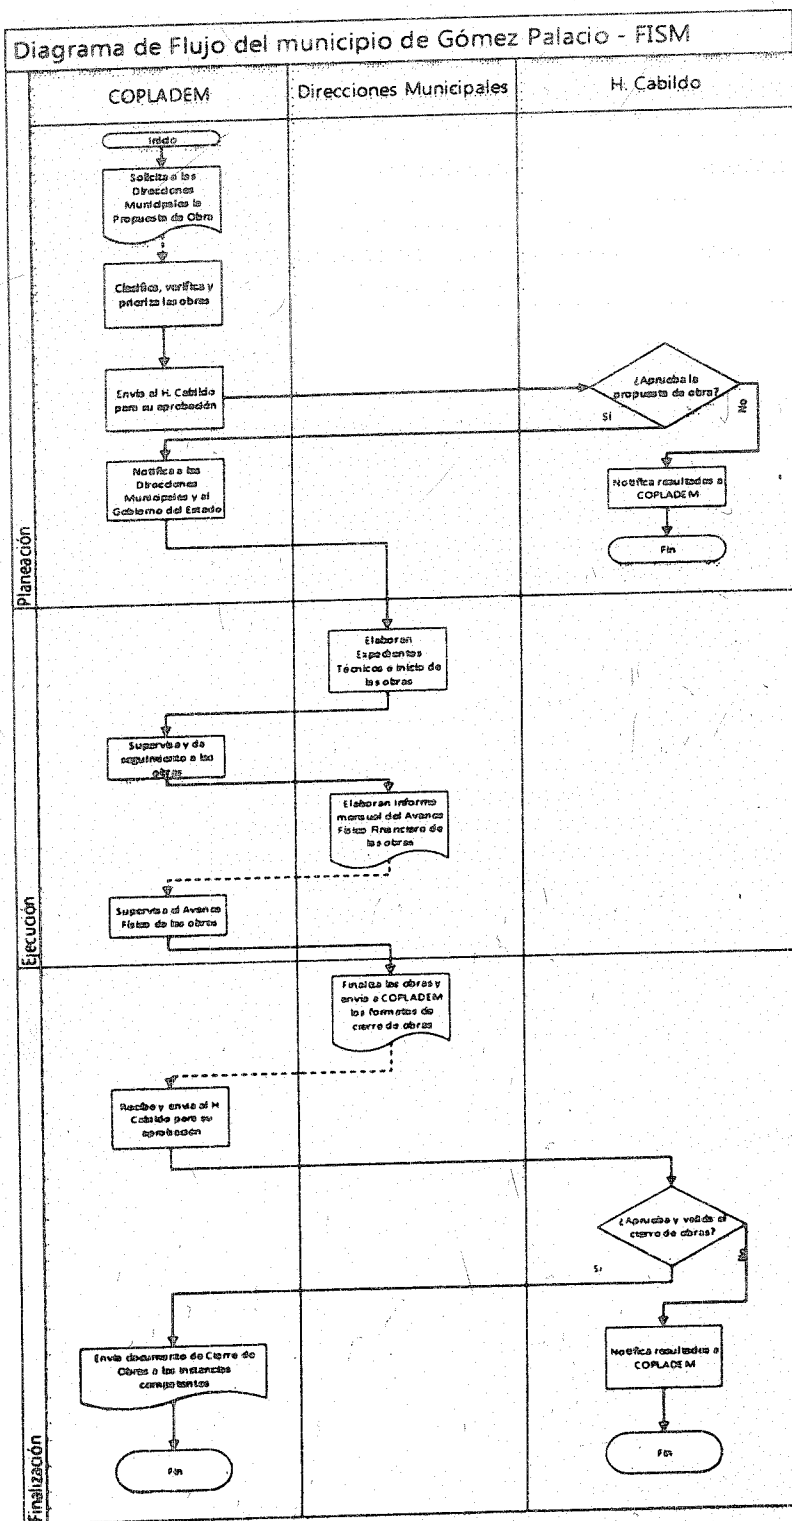 Diagrama de Flujo del municipio de Gómez Palacio - FISM
COPLADEM
Direcciones Municipales
H. Cabildo
Planeación
Inicio
Solicita a las
Direcciones
Municipales la
Propuesta de Obra
Clasifica, verifica y
prioriza las obras
Envía al H. Cabildo
para su aprobación
¿Aprueba la
propuesta de obra?
Sí
No
Notifica a las
Direcciones
Municipales y al
Gobierno del Estado
Notifica resultados a
COPLADEM
Fin
Ejecución
Elaboran
Expedientes
Técnicos e inicio de
las obras
Supervisa y da
seguimiento a las
obras
Elaboran informe
mensual del Avance
Físico Financiero de
las obras
Supervisa el Avance
Físico de las obras
Finalización
Finaliza las obras y
envía a COPLADEM
los formatos de
cierre de obras
Recibe y envía al H
Cabildo para su
aprobación
¿Aprueba y valida el
cierre de obras?
Si
No
Envía documento de Cierre de
Obras a las instancias
competentes
Notifica resultados a
COPLADEM
Fin
Fin